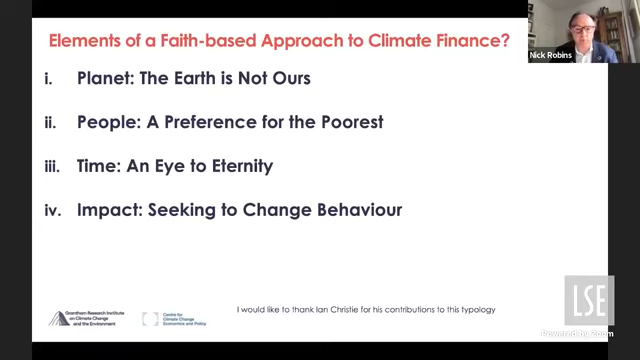 Elements of a Faith-based Approach to Climate Finance?
Nick Robins
i. Planet: The Earth is Not Ours
ii. People: A Preference for the Poorest
iii. Time: An Eye to Eternity
iv. Impact: Seeking to Change Behaviour
Grantham Research Institute
on Climate Change
and the Environment
Centre for
Climate Change
Economics and Policy
I would like to thank Ian Christie for his contributions to this typology
LSE
Powered by Zoom